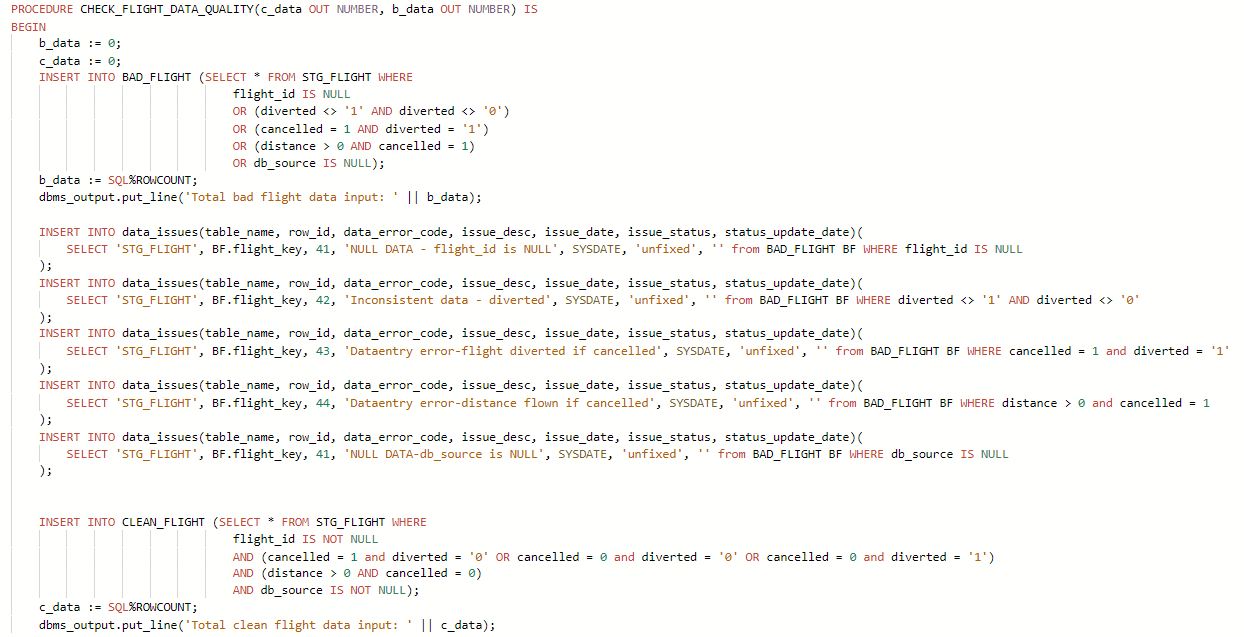 PROCEDURE CHECK_FLIGHT_DATA_QUALITY(c_data OUT NUMBER, b_data OUT NUMBER) IS
BEGIN
b_data := 0;
c_data := 0;
INSERT INTO BAD_FLIGHT (SELECT * FROM STG_FLIGHT WHERE
flight_id IS NULL
OR (diverted <> '1' AND diverted <> '0')
OR (cancelled = 1 AND diverted = '1')
OR (distance > 0 AND cancelled = 1)
OR db_source IS NULL);
b_data := SQL%ROWCOUNT;
dbms_output.put_line('Total bad flight data input: ' || b_data);
INSERT INTO data_issues(table_name, row_id, data_error_code, issue_desc, issue_date, issue_status, status_update_date)(
SELECT 'STG_FLIGHT', BF.flight_key, 41, 'NULL DATA - flight_id is NULL', SYSDATE, 'unfixed', '' from BAD_FLIGHT BF WHERE flight_id IS NULL
);
INSERT INTO data_issues(table_name, row_id, data_error_code, issue_desc, issue_date, issue_status, status_update_date)(
SELECT 'STG_FLIGHT', BF.flight_key, 42, 'Inconsistent data - diverted', SYSDATE, 'unfixed', '' from BAD_FLIGHT BF WHERE diverted <> '1' AND diverted <> '0'
);
INSERT INTO data_issues(table_name, row_id, data_error_code, issue_desc, issue_date, issue_status, status_update_date)(
SELECT 'STG_FLIGHT', BF.flight_key, 43, 'Dataentry error-flight diverted if cancelled', SYSDATE, 'unfixed', '' from BAD_FLIGHT BF WHERE cancelled = 1 and diverted = '1'
);
INSERT INTO data_issues(table_name, row_id, data_error_code, issue_desc, issue_date, issue_status, status_update_date)(
SELECT 'STG_FLIGHT', BF.flight_key, 44, 'Dataentry error-distance flown if cancelled', SYSDATE, 'unfixed', '' from BAD_FLIGHT BF WHERE distance > 0 and cancelled = 1
);
INSERT INTO data_issues(table_name, row_id, data_error_code, issue_desc, issue_date, issue_status, status_update_date)(
SELECT 'STG_FLIGHT', BF.flight_key, 41, 'NULL DATA-db_source is NULL', SYSDATE, 'unfixed', '' from BAD_FLIGHT BF WHERE db_source IS NULL
);
INSERT INTO CLEAN_FLIGHT (SELECT * FROM STG_FLIGHT WHERE
flight_id IS NOT NULL
AND (cancelled = 1 and diverted = '0' OR cancelled = 0 and diverted = '0' OR cancelled = 0 and diverted = '1')
AND (distance > 0 AND cancelled = 0)
AND db_source IS NOT NULL);
c_data := SQL%ROWCOUNT;
dbms_output.put_line('Total clean flight data input: ' || c_data);